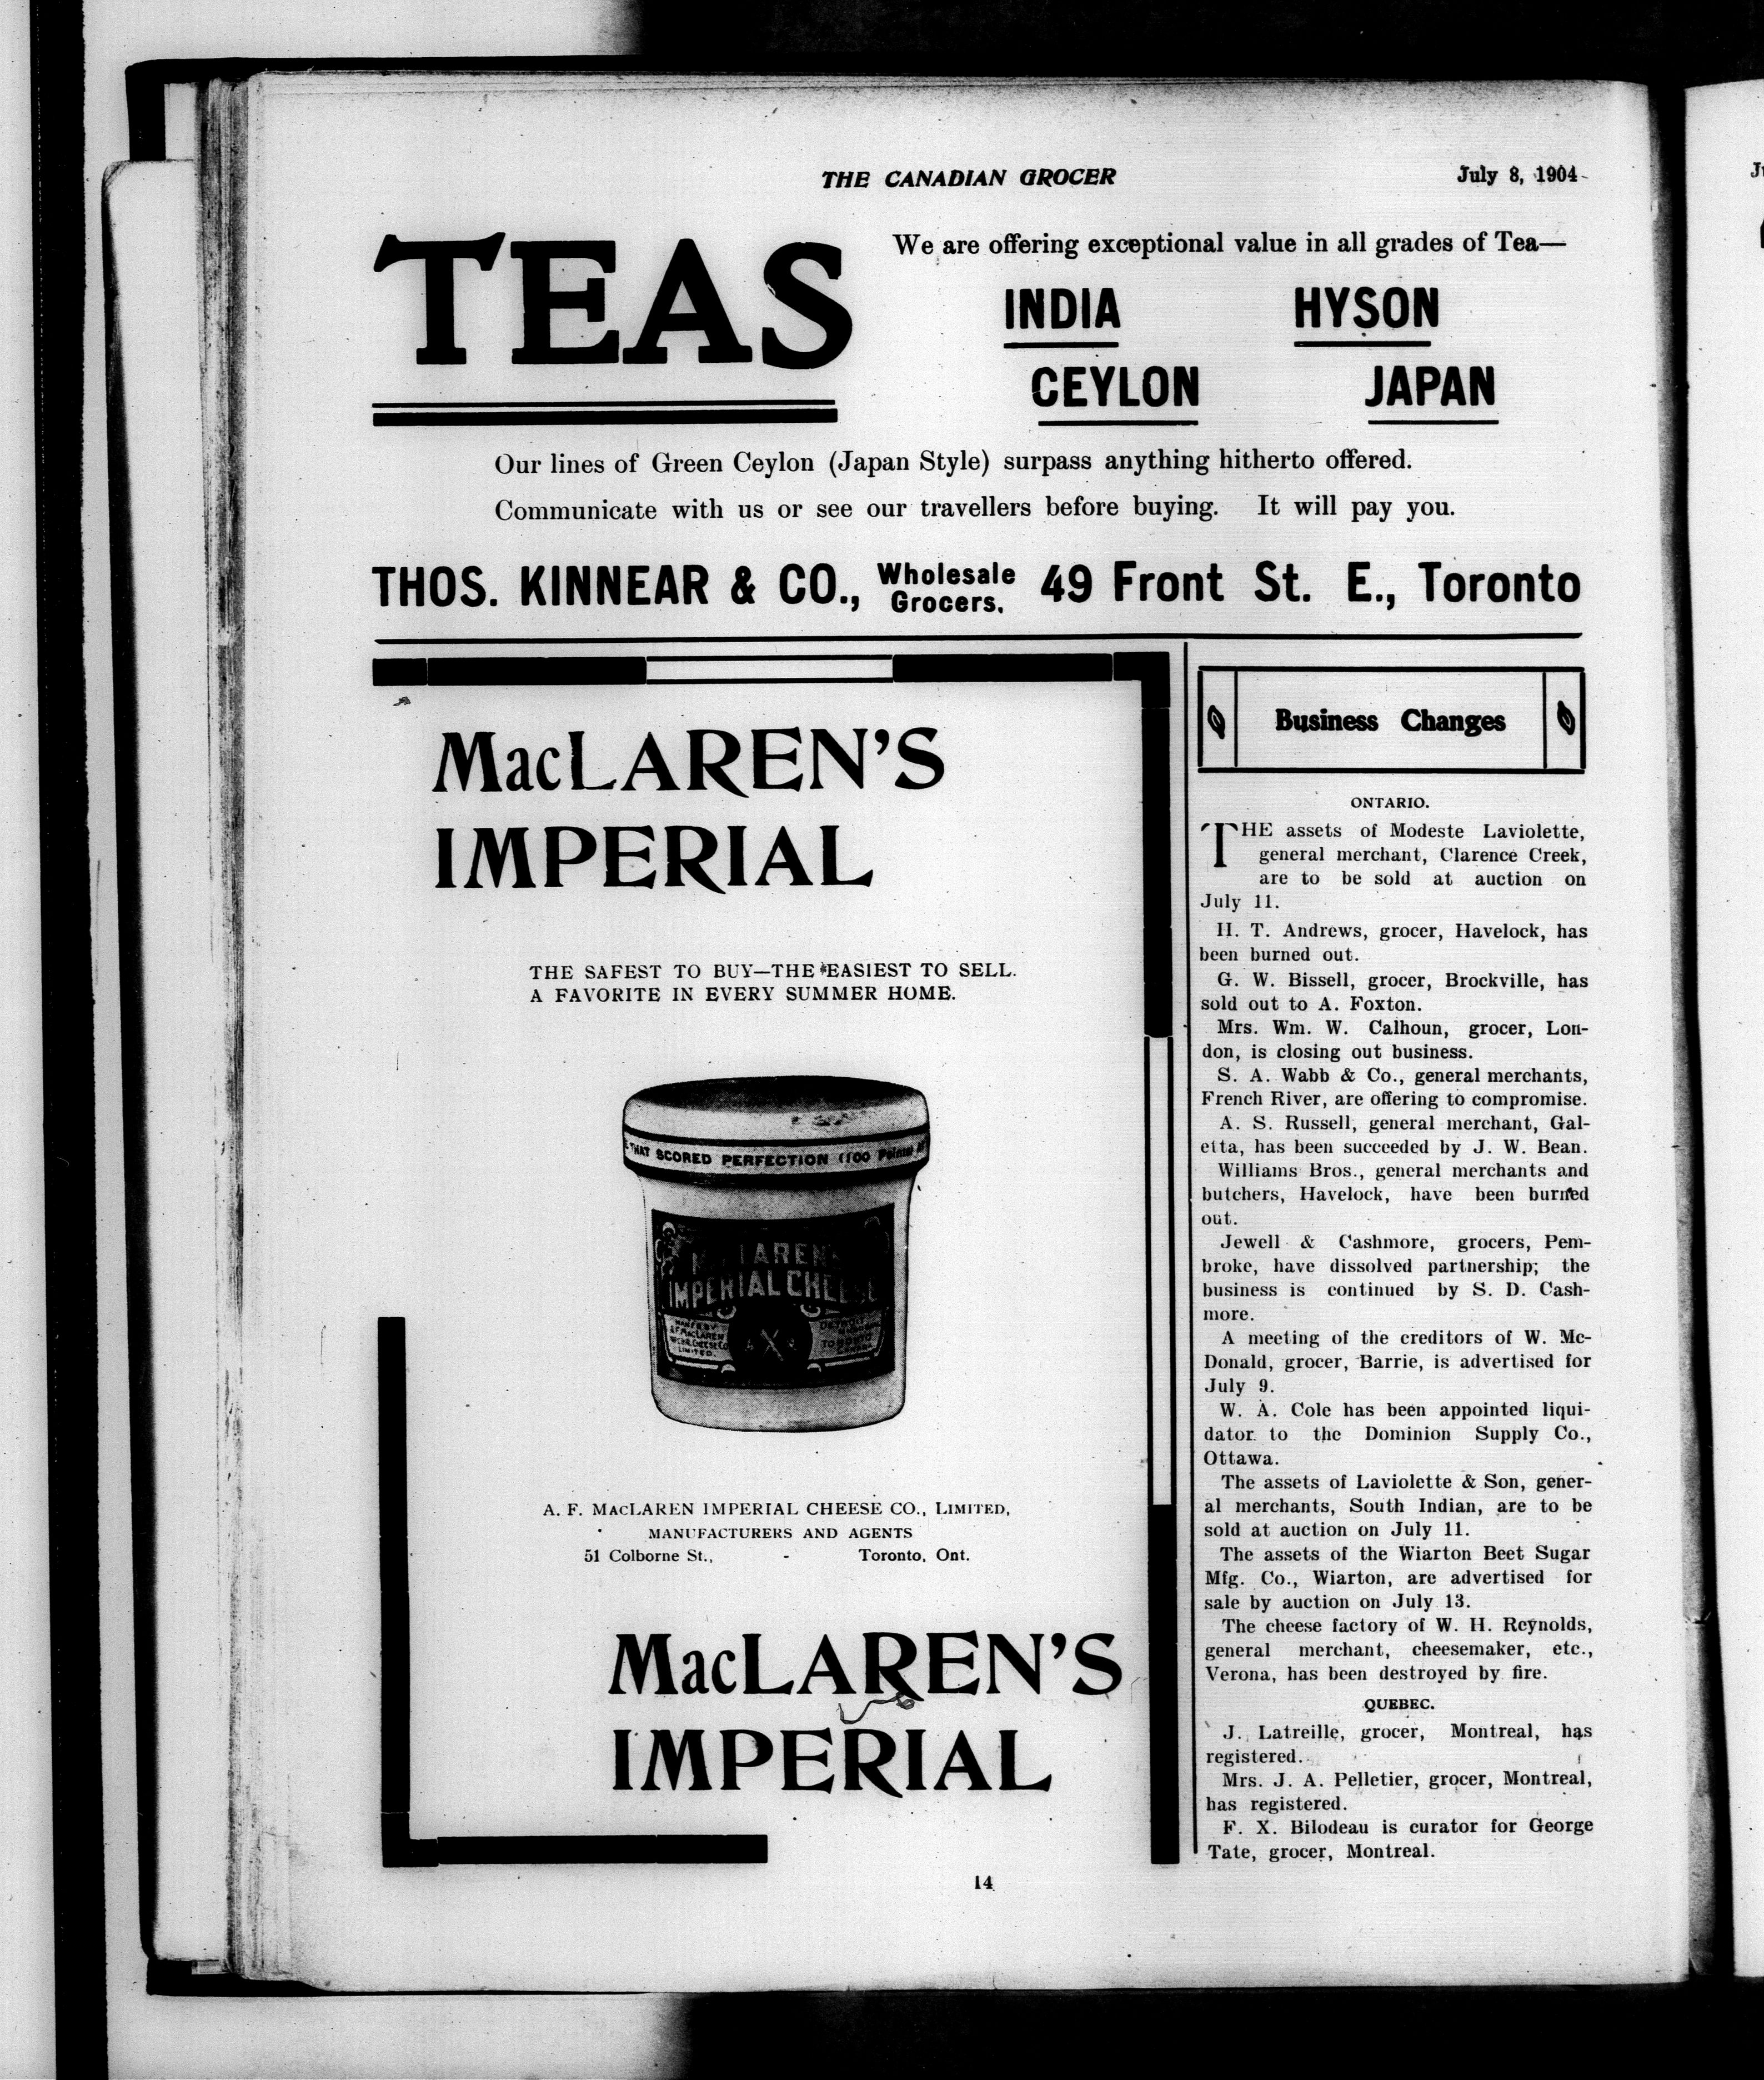 THE CANADIAN GROCER
July 8, 1904
TEAS
We are offering exceptional value in all grades of Tea—
INDIA HYSON
CEYLON JAPAN
Our lines of Green Ceylon (Japan Style) surpass anything hitherto offered.
Communicate with us or see our travellers before buying. It will pay you.
THOS. KINNEAR & CO., Wholesale Grocers, 49 Front St. E., Toronto
MacLAREN'S
IMPERIAL
THE SAFEST TO BUY—THE EASIEST TO SELL.
A FAVORITE IN EVERY SUMMER HOME.
THAT SCORED PERFECTION (100 Points
MACLAREN'S
IMPERIAL CHEESE
MANF'D BY
A.F. MACLAREN
IMP'R'L CHEESE CO
LIMITED.
DETROIT
TORONTO
CANADA
A. F. MACLAREN IMPERIAL CHEESE CO., LIMITED,
MANUFACTURERS AND AGENTS
51 Colborne St., - Toronto, Ont.
MacLAREN'S
IMPERIAL
Business Changes
ONTARIO.
THE assets of Modeste Laviolette,
general merchant, Clarence Creek,
are to be sold at auction on
July 11.
H. T. Andrews, grocer, Havelock, has
been burned out.
G. W. Bissell, grocer, Brockville, has
sold out to A. Foxton.
Mrs. Wm. W. Calhoun, grocer, Lon-
don, is closing out business.
S. A. Wabb & Co., general merchants,
French River, are offering to compromise.
A. S. Russell, general merchant, Gal-
etta, has been succeeded by J. W. Bean.
Williams Bros., general merchants and
butchers, Havelock, have been burned
out.
Jewell & Cashmore, grocers, Pem-
broke, have dissolved partnership; the
business is continued by S. D. Cash-
more.
A meeting of the creditors of W. Mc-
Donald, grocer, Barrie, is advertised for
July 9.
W. A. Cole has been appointed liqui-
dator to the Dominion Supply Co.,
Ottawa.
The assets of Laviolette & Son, gener-
al merchants, South Indian, are to be
sold at auction on July 11.
The assets of the Wiarton Beet Sugar
Mfg. Co., Wiarton, are advertised for
sale by auction on July 13.
The cheese factory of W. H. Reynolds,
general merchant, cheesemaker, etc.,
Verona, has been destroyed by fire.
QUEBEC.
J. Latreille, grocer, Montreal, has
registered.
Mrs. J. A. Pelletier, grocer, Montreal,
has registered.
F. X. Bilodeau is curator for George
Tate, grocer, Montreal.
14